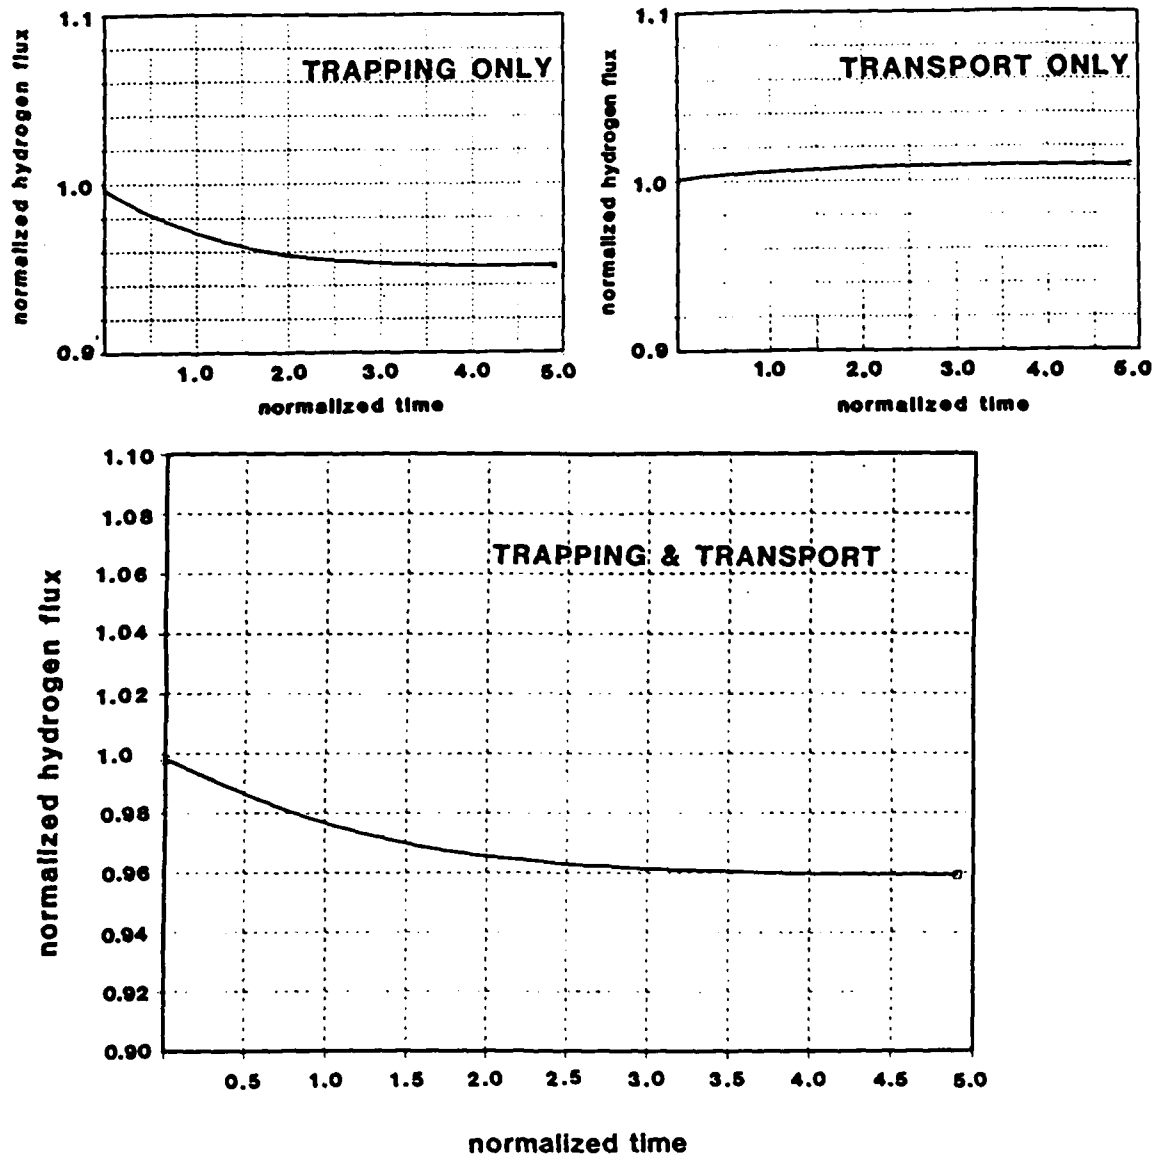 1.1
TRAPPING ONLY
normalized hydrogen flux
1.0
0.9
1.0 2.0 3.0 4.0 5.0
normalized time
1.1
TRANSPORT ONLY
normalized hydrogen flux
1.0
0.9
1.0 2.0 3.0 4.0 5.0
normalized time
1.10
1.08
TRAPPING & TRANSPORT
1.06
1.04
1.02
normalized hydrogen flux
1.0
0.98
0.96
0.94
0.92
0.90
0.5 1.0 1.5 2.0 2.5 3.0 3.5 4.0 4.5 5.0
normalized time